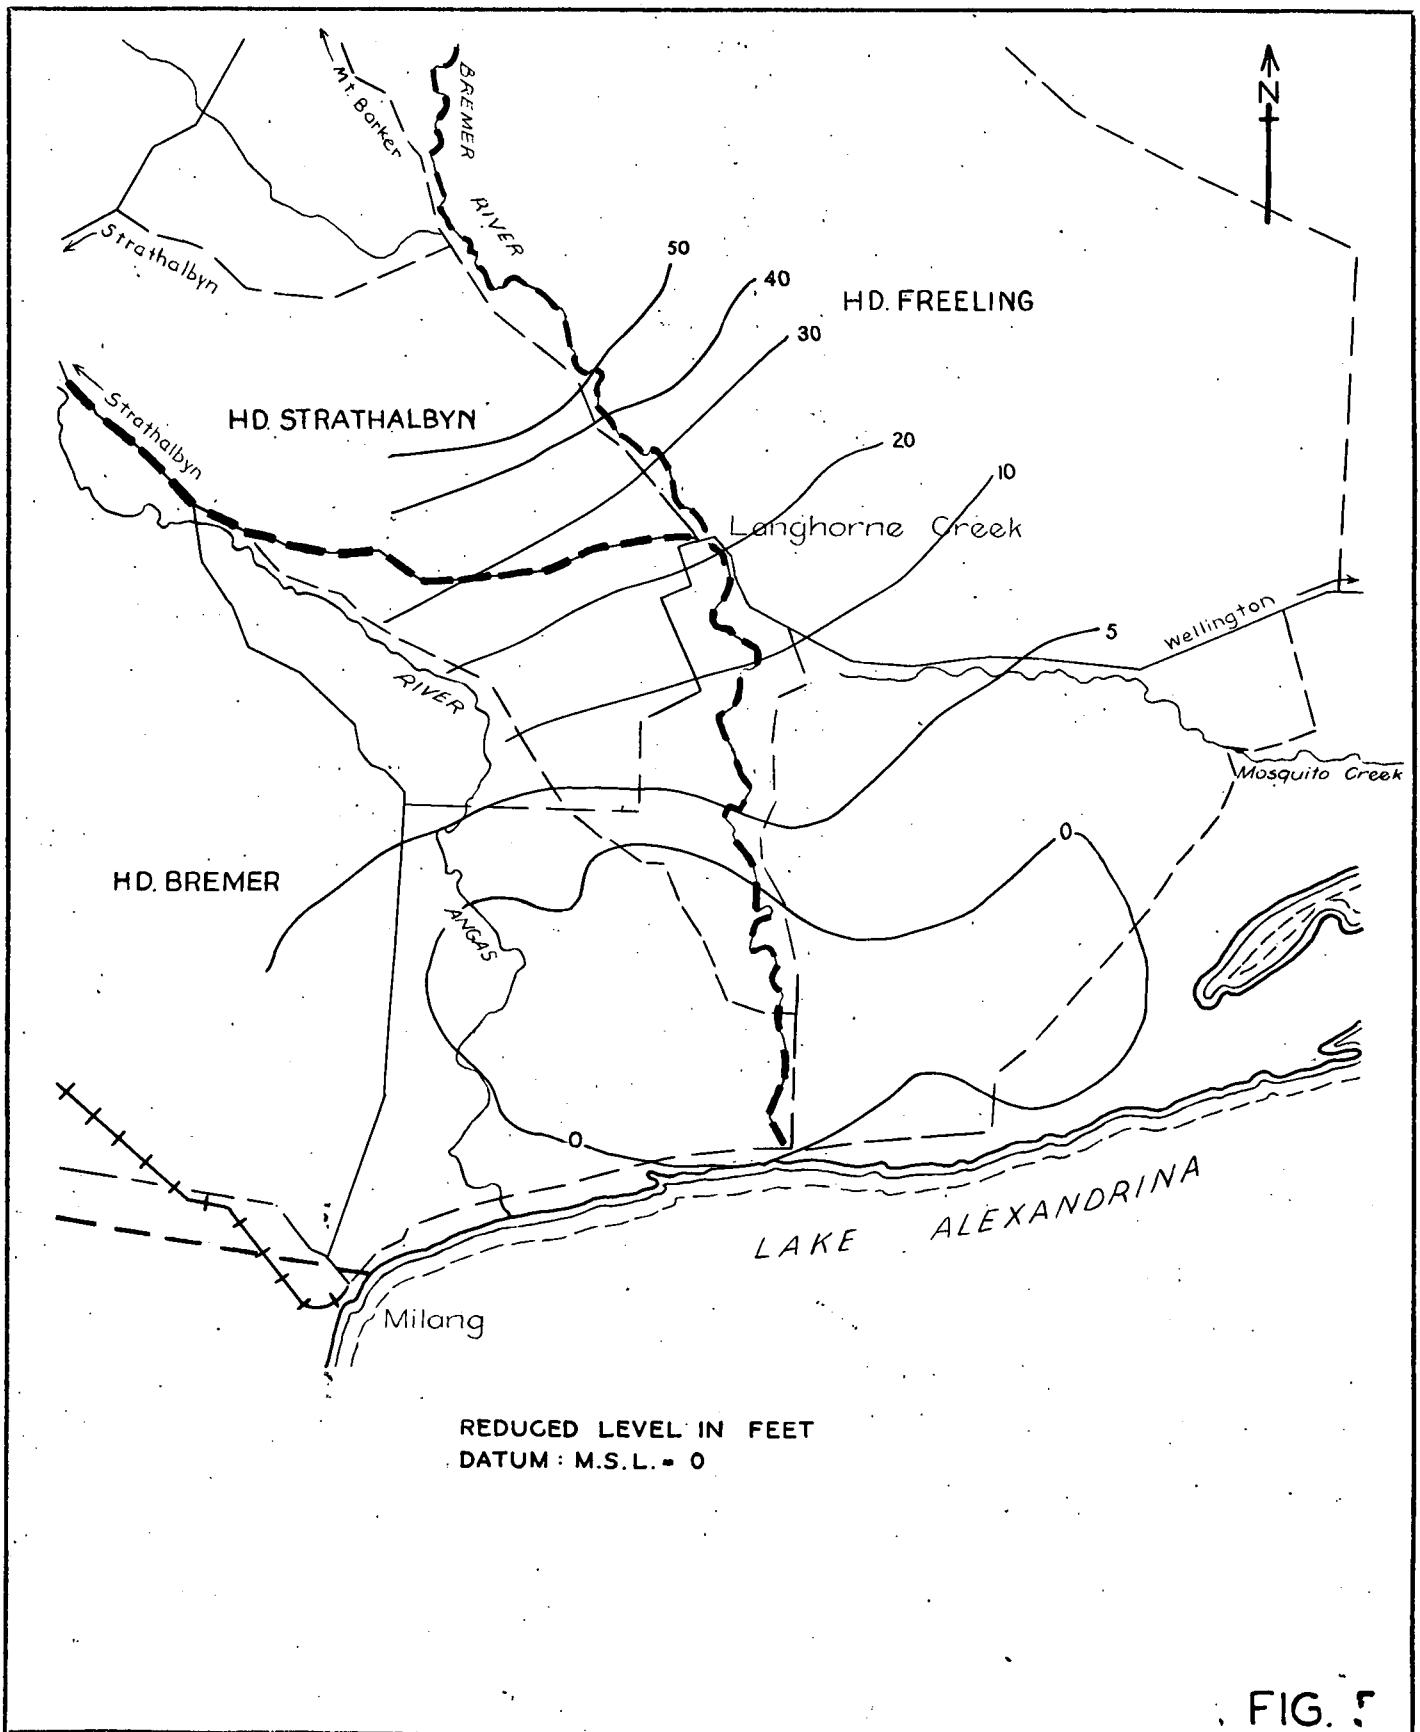 Mt. Barker
BREMER RIVER
N
Strathalbyn
50
40
HD. FREELING
30
Strathalbyn
HD. STRATHALBYN
20
10
Langhorne Creek
5
Wellington
RIVER
Mosquito Creek
0
HD. BREMER
ANGAS
0
LAKE ALEXANDRINA
Milang
REDUCED LEVEL IN FEET
DATUM : M.S.L. = 0
FIG.